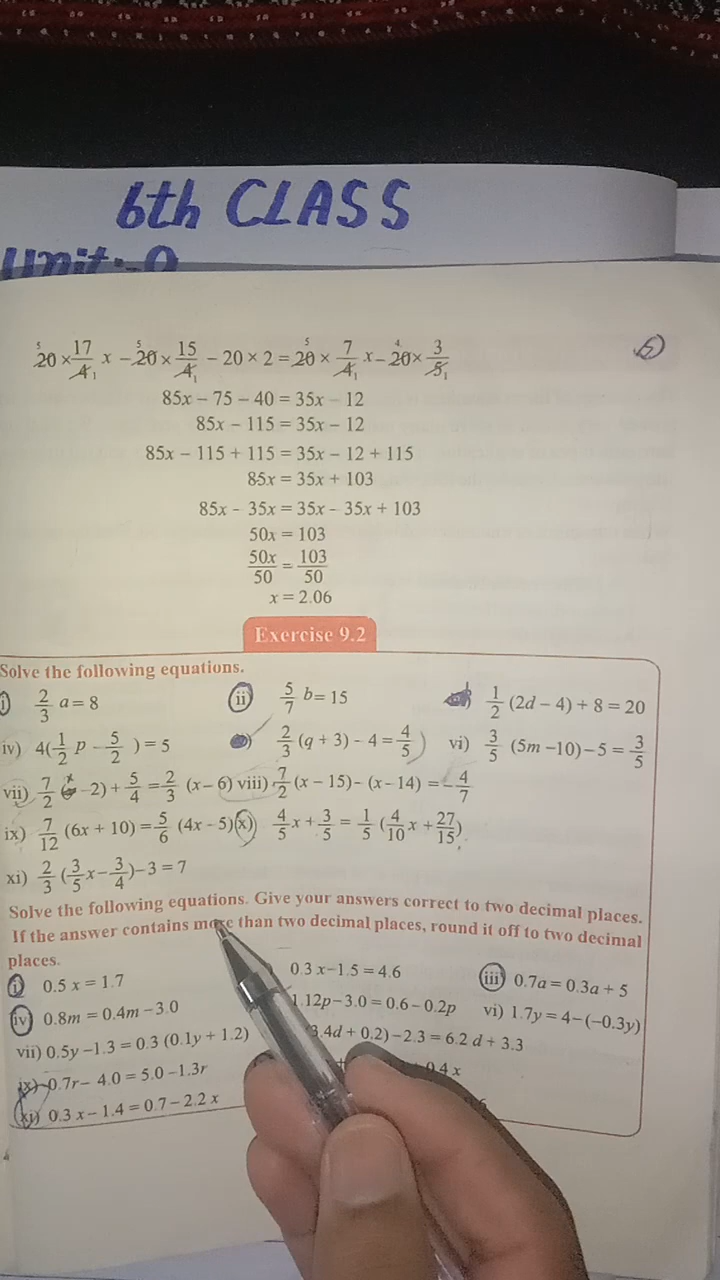 6th CLASS
Unit:-9
20 × 17/4 x − 20 × 15/4 − 20 × 2 = 20 × 7/4 x − 20 × 3/5
85x − 75 − 40 = 35x − 12
85x − 115 = 35x − 12
85x − 115 + 115 = 35x − 12 + 115
85x = 35x + 103
85x - 35x = 35x − 35x + 103
50x = 103
50x/50 = 103/50
x = 2.06
Exercise 9.2
Solve the following equations.
i) 2/3 a = 8 ii) 5/7 b = 15 1/2 (2d − 4) + 8 = 20
iv) 4(1/2 p − 5/2) = 5 2/3 (q + 3) − 4 = 4/5 vi) 3/5 (5m −10) − 5 = 3/5
vii) 7/2 (x −2) + 5/4 = 2/3 (x − 6) viii) 7/2 (x − 15) − (x − 14) = −4/7
ix) 7/12 (6x + 10) = 5/6 (4x − 5) x) 4/5 x + 3/5 = 1/5 (4/10 x + 27/15)
xi) 2/3 (3/5 x − 3/4) − 3 = 7
Solve the following equations. Give your answers correct to two decimal places.
If the answer contains more than two decimal places, round it off to two decimal
places.
i) 0.5 x = 1.7 0.3 x−1.5 = 4.6 iii) 0.7a = 0.3a + 5
iv) 0.8m = 0.4m − 3.0 1.12p − 3.0 = 0.6 − 0.2p vi) 1.7y = 4 − (−0.3y)
vii) 0.5y −1.3 = 0.3 (0.1y + 1.2) 3.4d + 0.2) − 2.3 = 6.2 d + 3.3
ix) 0.7r − 4.0 = 5.0 −1.3r 0.4 x
xi) 0.3 x − 1.4 = 0.7 − 2.2 x